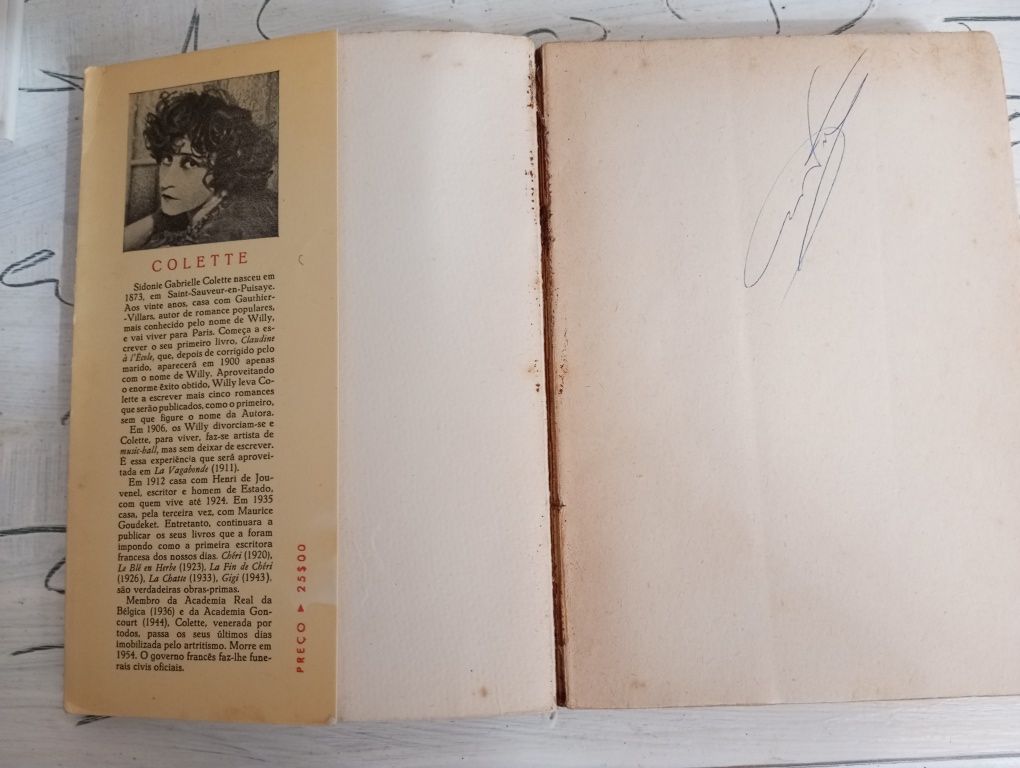 COLETTE
Sidonie Gabrielle Colette nasceu em
1873, em Saint-Sauveur-en-Puisaye.
Aos vinte anos, casa com Gauthier-
-Villars, autor de romance populares,
mais conhecido pelo nome de Willy,
e vai viver para Paris. Começa a es-
crever o seu primeiro livro, Claudine
à l'École, que, depois de corrigido pelo
marido, aparecerá em 1900 apenas
com o nome de Willy. Aproveitando
o enorme êxito obtido, Willy leva Co-
lette a escrever mais cinco romances
que serão publicados, como o primeiro,
sem que figure o nome da Autora.
Em 1906, os Willy divorciam-se e
Colette, para viver, faz-se artista de
music-hall, mas sem deixar de escrever.
É essa experiência que será aprovei-
tada em La Vagabonde (1911).
Em 1912 casa com Henri de Jou-
venel, escritor e homem de Estado,
com quem vive até 1924. Em 1935
casa, pela terceira vez, com Maurice
Goudeket. Entretanto, continuara a
publicar os seus livros que a foram
impondo como a primeira escritora
francesa dos nossos dias. Chéri (1920),
Le Blé en Herbe (1923), La Fin de Chéri
(1926), La Chatte (1933), Gigi (1943).
são verdadeiras obras-primas.
Membro da Academia Real da
Bélgica (1936) e da Academia Gon-
court (1944), Colette, venerada por
todos, passa os seus últimos dias
imobilizada pelo artritismo. Morre em
1954. O governo francês faz-lhe fune-
rais civis oficiais.
PREÇO ► 25$00